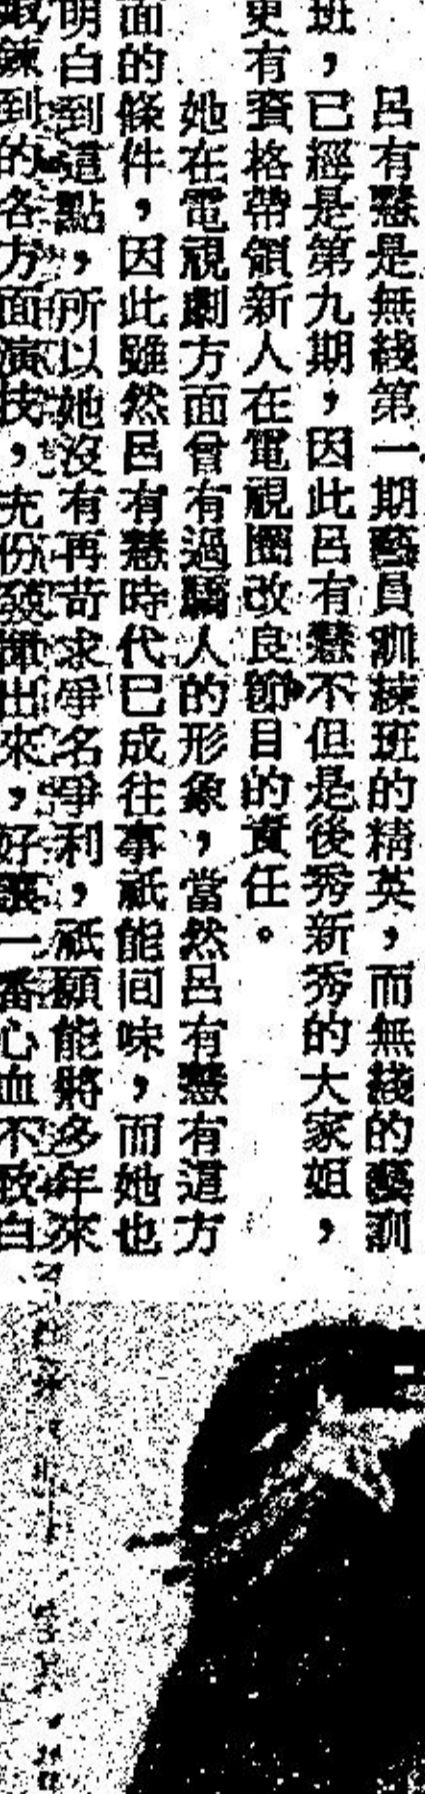 呂有慧是無綫第一期藝員訓練班的精英，而無綫的藝訓
班，已經是第九期，因此呂有慧不但是後秀新秀的大家姐，
更有資格帶領新人在電視圈改良節目的責任。
她在電視劇方面曾有過驕人的形象，當然呂有慧有這方
面的條件，因此雖然呂有慧時代已成往事祇能回味，而她也
明白到這點，所以她沒有再苛求爭名爭利，祇願能將多年來
鍊到的各方面演技，充份發揮出來，好讓一番心血不致白